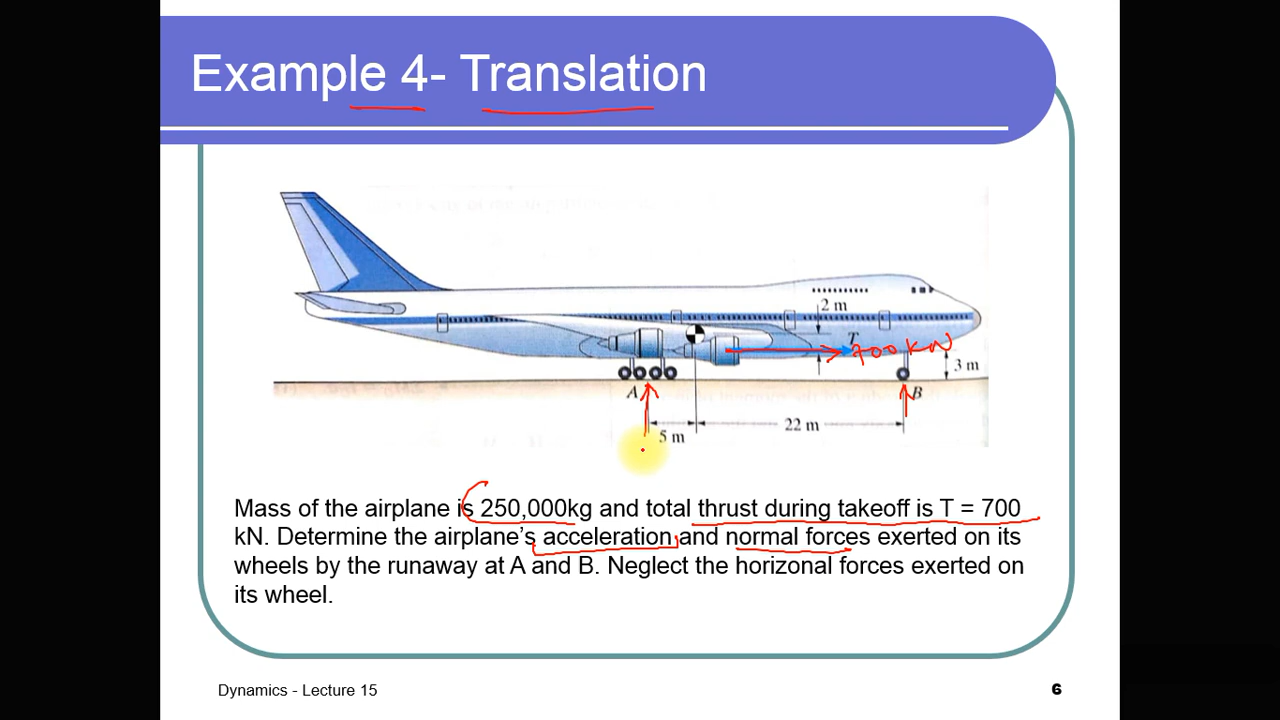 Example 4- Translation
2 m
T
700 kN
3 m
A
B
5 m
22 m
Mass of the airplane is 250,000kg and total thrust during takeoff is T = 700
kN. Determine the airplane's acceleration and normal forces exerted on its
wheels by the runaway at A and B. Neglect the horizonal forces exerted on
its wheel.
Dynamics - Lecture 15
6